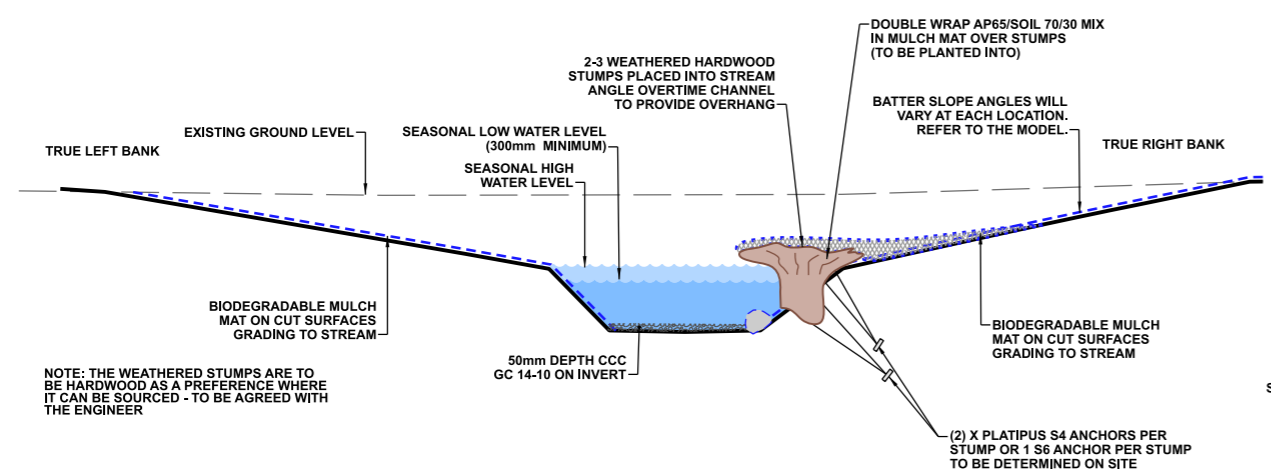 DOUBLE WRAP AP65/SOIL 70/30 MIX
IN MULCH MAT OVER STUMPS
(TO BE PLANTED INTO)
2-3 WEATHERED HARDWOOD
STUMPS PLACED INTO STREAM
ANGLE OVERTIME CHANNEL
TO PROVIDE OVERHANG
BATTER SLOPE ANGLES WILL
VARY AT EACH LOCATION.
REFER TO THE MODEL.
EXISTING GROUND LEVEL
SEASONAL LOW WATER LEVEL
(300mm MINIMUM)
TRUE LEFT BANK
TRUE RIGHT BANK
SEASONAL HIGH
WATER LEVEL
BIODEGRADABLE MULCH
MAT ON CUT SURFACES
GRADING TO STREAM
BIODEGRADABLE MULCH
MAT ON CUT SURFACES
GRADING TO STREAM
50mm DEPTH CCC
GC 14-10 ON INVERT
NOTE: THE WEATHERED STUMPS ARE TO
BE HARDWOOD AS A PREFERENCE WHERE
IT CAN BE SOURCED - TO BE AGREED WITH
THE ENGINEER
S
(2) X PLATIPUS S4 ANCHORS PER
STUMP OR 1 S6 ANCHOR PER STUMP
TO BE DETERMINED ON SITE